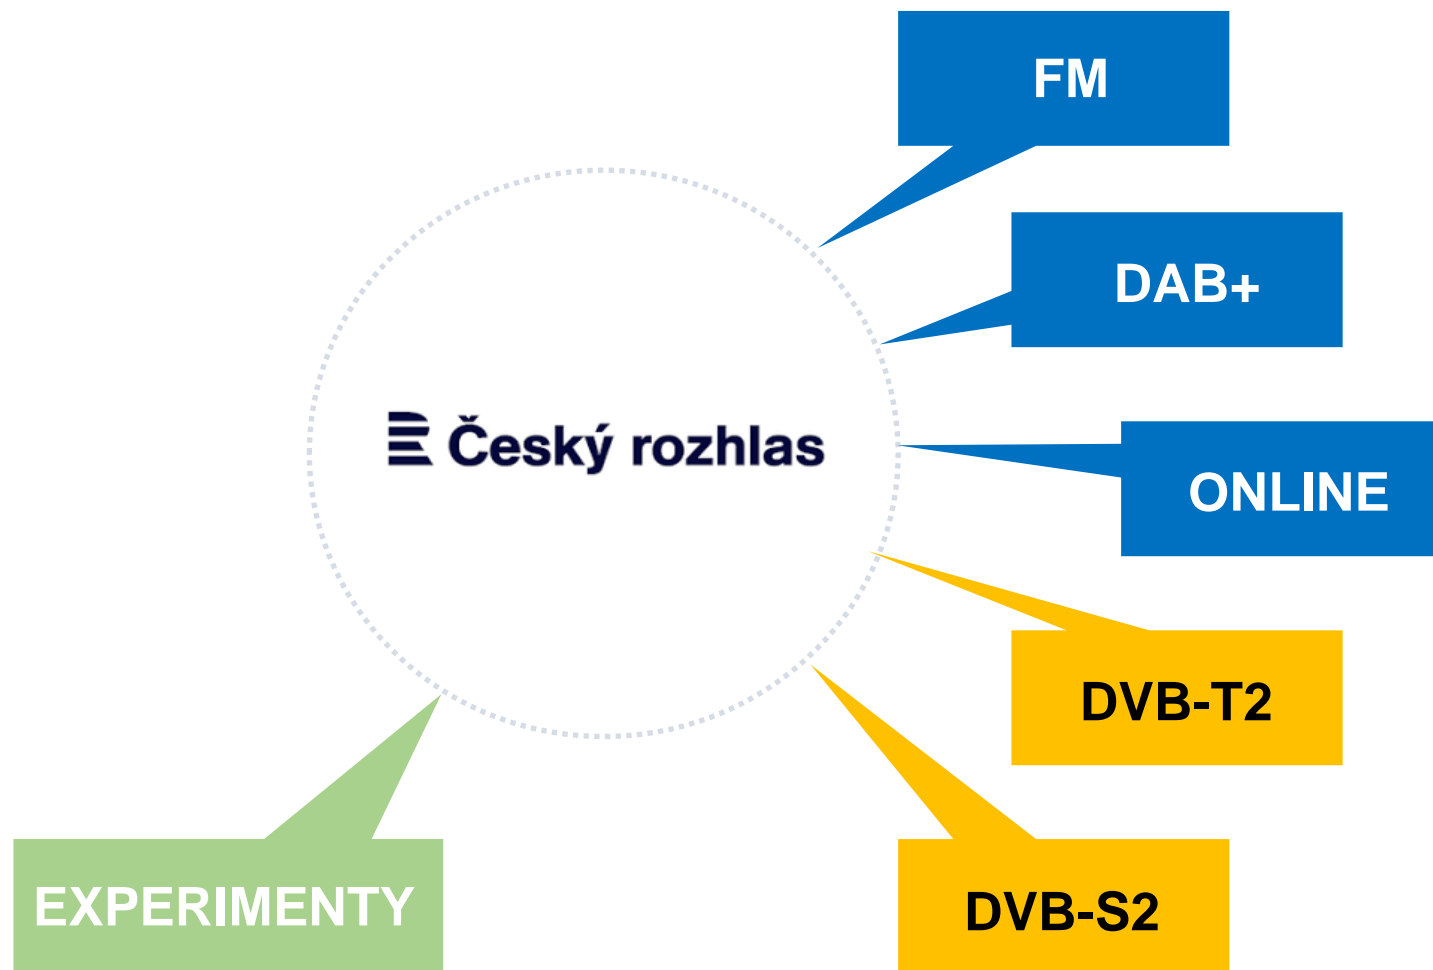 FM
DAB+
Český rozhlas
ONLINE
DVB-T2
EXPERIMENTY
DVB-S2